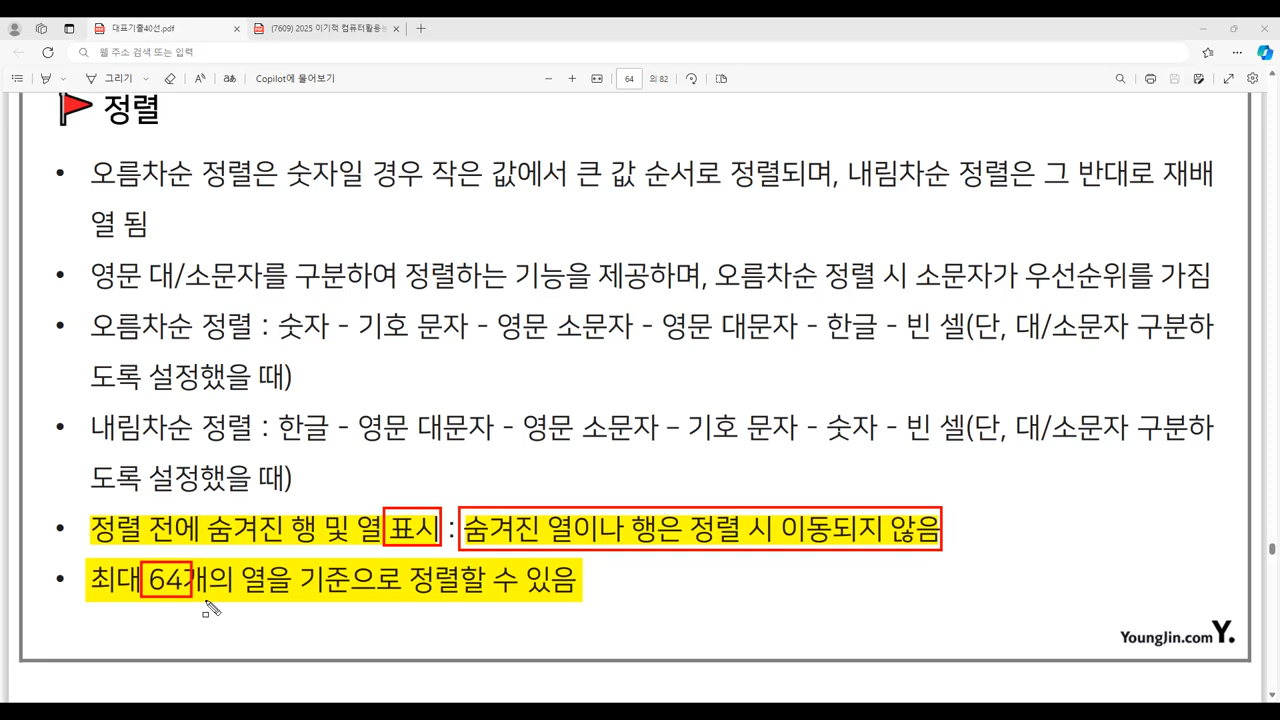 대표기출40선.pdf
(7609) 2025 이기적 컴퓨터활용능
웹 주소 검색 또는 입력
그리기
aあ
Copilot에 물어보기
64
외 82
정렬
• 오름차순 정렬은 숫자일 경우 작은 값에서 큰 값 순서로 정렬되며, 내림차순 정렬은 그 반대로 재배
열 됨
• 영문 대/소문자를 구분하여 정렬하는 기능을 제공하며, 오름차순 정렬 시 소문자가 우선순위를 가짐
• 오름차순 정렬 : 숫자 - 기호 문자 - 영문 소문자 - 영문 대문자 - 한글 - 빈 셀(단, 대/소문자 구분하
도록 설정했을 때)
• 내림차순 정렬 : 한글 - 영문 대문자 - 영문 소문자 – 기호 문자 - 숫자 - 빈 셀(단, 대/소문자 구분하
도록 설정했을 때)
• 정렬 전에 숨겨진 행 및 열 표시 : 숨겨진 열이나 행은 정렬 시 이동되지 않음
• 최대 64개의 열을 기준으로 정렬할 수 있음
YoungJin.com Y.